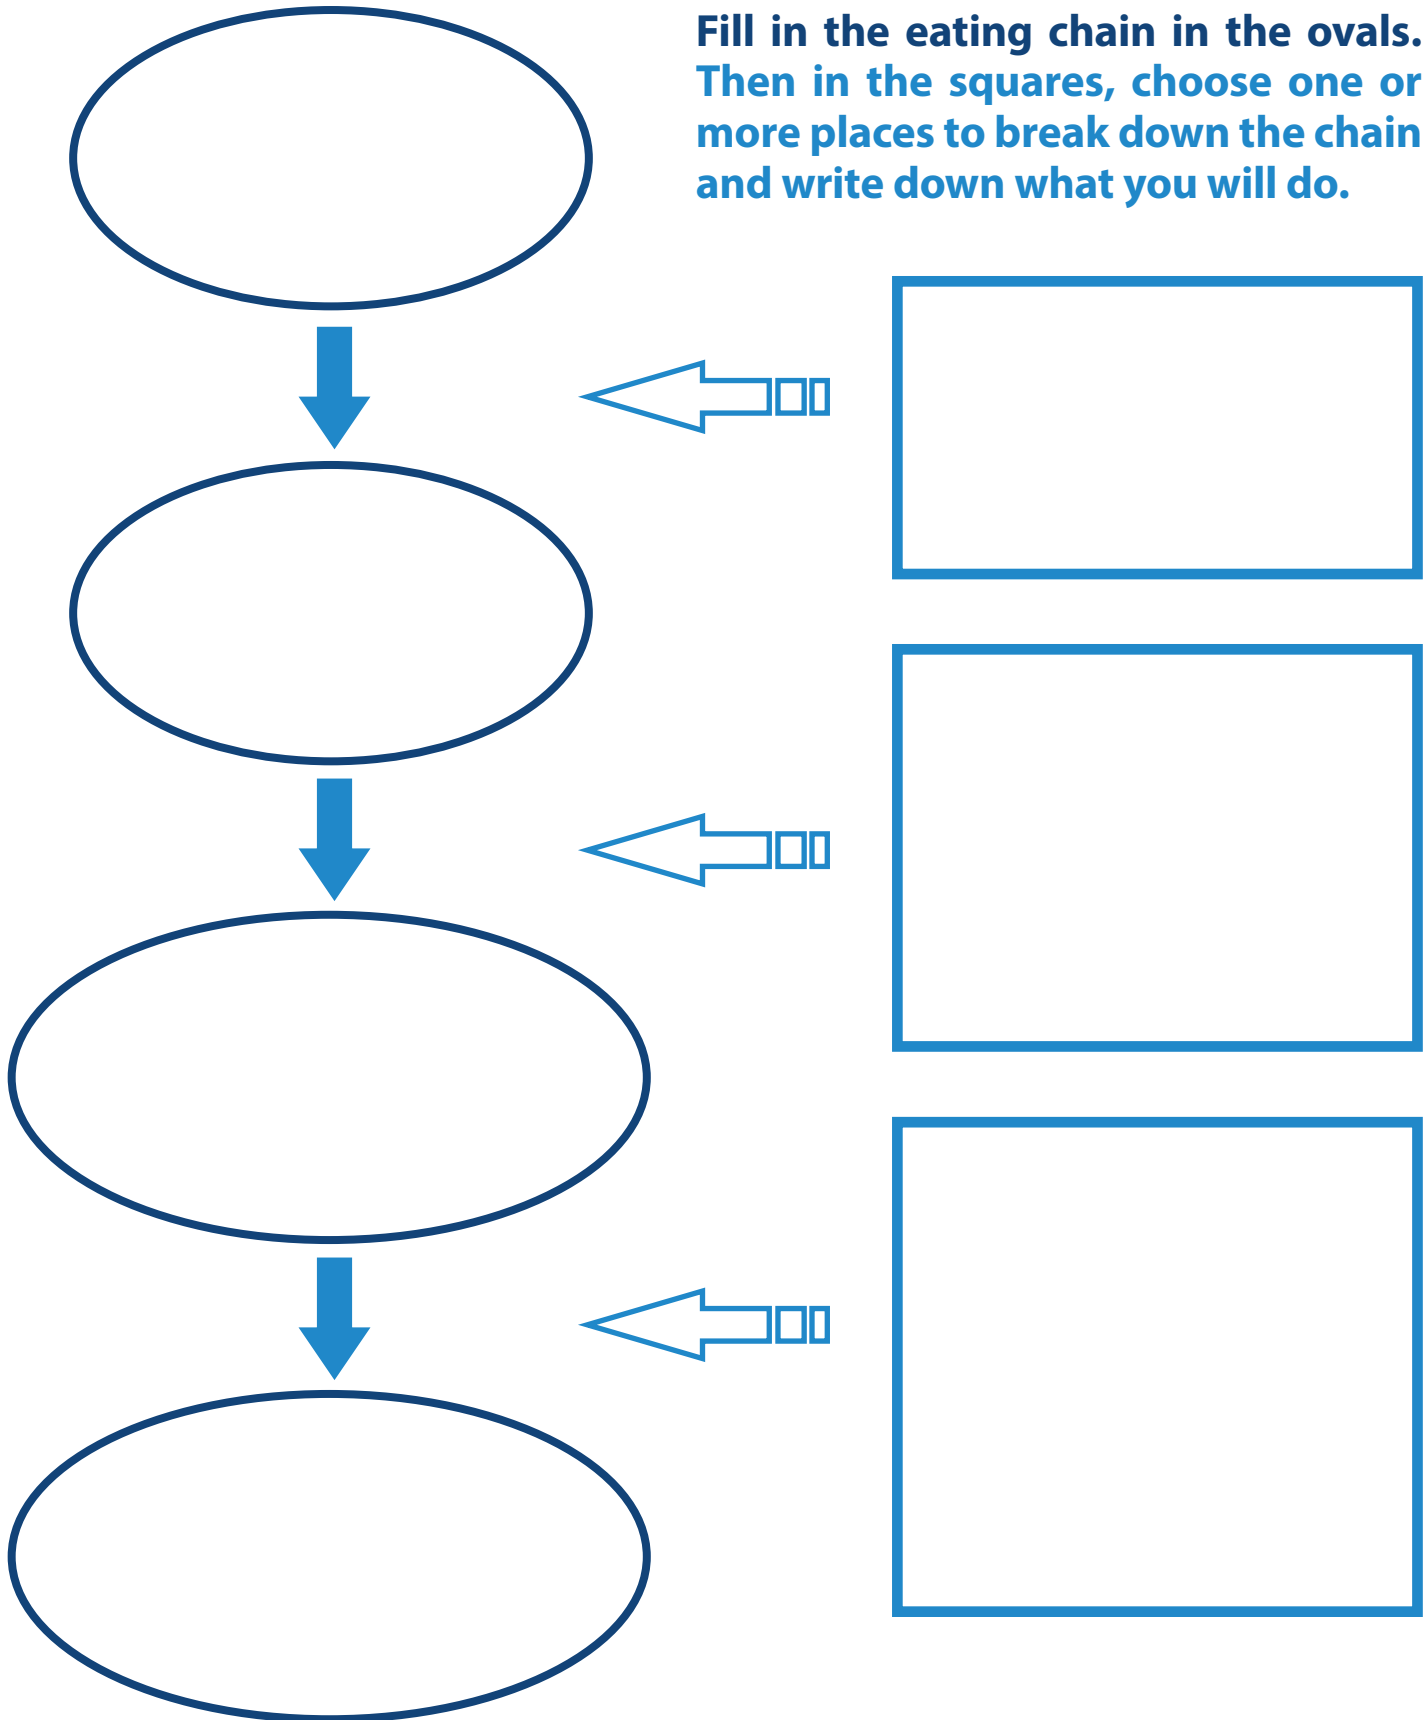 Fill in the eating chain in the ovals.
Then in the squares, choose one or
more places to break down the chain
and write down what you will do.